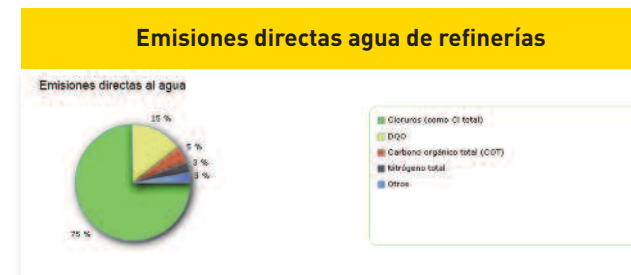 Emisiones directas agua de refinerías
Emisiones directas al agua
15 %
5 %
3 %
3 %
75 %
Cloruros (como Cl total)
DQO
Carbono orgánico total (COT)
Nitrógeno total
Otros